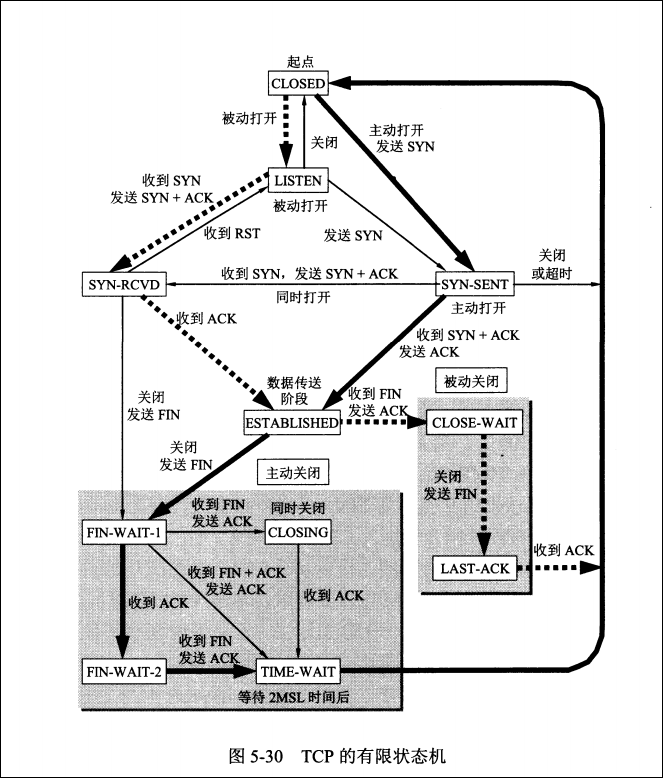 起点
CLOSED
被动打开
关闭
主动打开
发送 SYN
收到 SYN
发送 SYN + ACK
LISTEN
被动打开
收到 RST
发送 SYN
关闭
或超时
SYN-RCVD
收到 SYN，发送 SYN + ACK
同时打开
SYN-SENT
主动打开
收到 ACK
收到 SYN + ACK
发送 ACK
数据传送
阶段
ESTABLISHED
收到 FIN
发送 ACK
被动关闭
CLOSE-WAIT
关闭
发送 FIN
关闭
发送 FIN
主动关闭
关闭
发送 FIN
FIN-WAIT-1
收到 FIN
发送 ACK
同时关闭
CLOSING
LAST-ACK
收到 ACK
收到 FIN + ACK
发送 ACK
收到 ACK
收到 ACK
FIN-WAIT-2
收到 FIN
发送 ACK
TIME-WAIT
等待 2MSL 时间后
图 5-30 TCP 的有限状态机